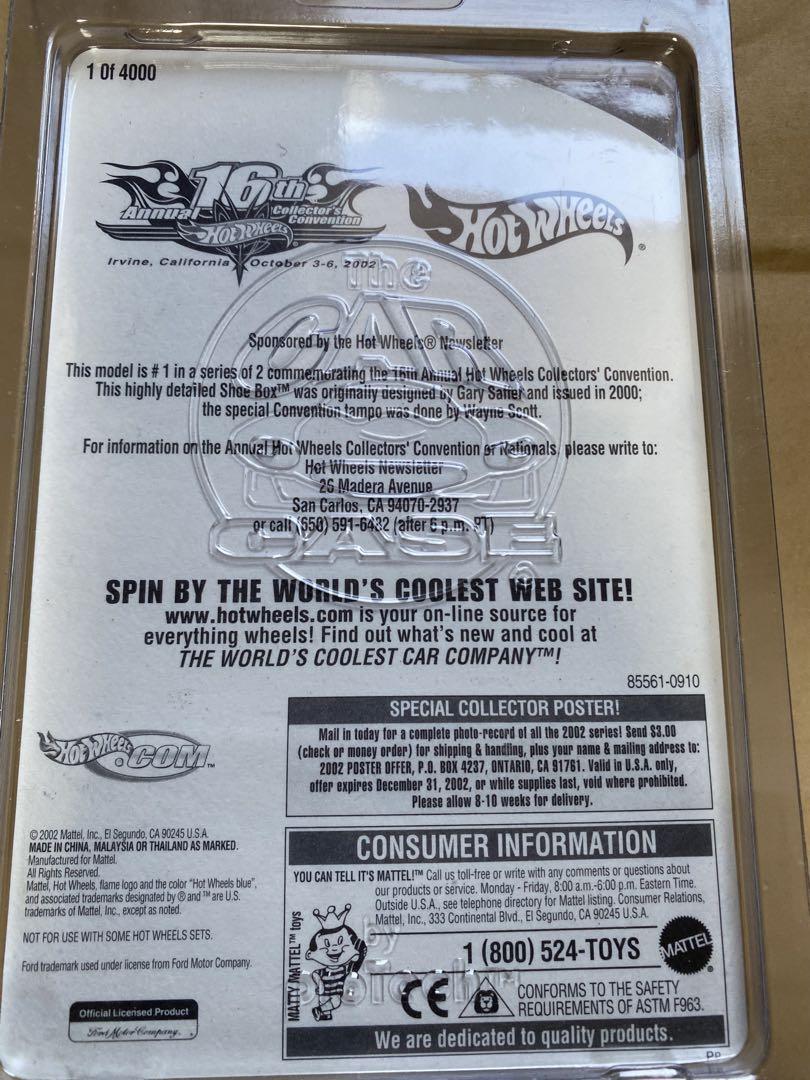 1 Of 4000
16th
Annual
Collector's
Convention
Hot Wheels
Irvine, California October 3-6, 2002
Hot Wheels®
The
CAR
CASE
Sponsored by the Hot Wheels® Newsletter
This model is # 1 in a series of 2 commemorating the 16th Annual Hot Wheels Collectors' Convention.
This highly detailed Shoe Box™ was originally designed by Gary Saffer and issued in 2000;
the special Convention tampo was done by Wayne Scott.
For information on the Annual Hot Wheels Collectors' Convention or Nationals, please write to:
Hot Wheels Newsletter
26 Madera Avenue
San Carlos, CA 94070-2937
or call (650) 591-6482 (after 6 p.m. PT)
SPIN BY THE WORLD'S COOLEST WEB SITE!
www.hotwheels.com is your on-line source for
everything wheels! Find out what's new and cool at
THE WORLD'S COOLEST CAR COMPANY™!
85561-0910
SPECIAL COLLECTOR POSTER!
Mail in today for a complete photo-record of all the 2002 series! Send $3.00
(check or money order) for shipping & handling, plus your name & mailing address to:
2002 POSTER OFFER, P.O. BOX 4237, ONTARIO, CA 91761. Valid in U.S.A. only,
offer expires December 31, 2002, or while supplies last, void where prohibited.
Please allow 8-10 weeks for delivery.
HOT WHEELS.COM™
© 2002 Mattel, Inc., El Segundo, CA 90245 U.S.A.
MADE IN CHINA, MALAYSIA OR THAILAND AS MARKED.
Manufactured for Mattel.
All Rights Reserved.
Mattel, Hot Wheels, flame logo and the color "Hot Wheels blue",
and associated trademarks designated by ® and ™ are U.S.
trademarks of Mattel, Inc., except as noted.
NOT FOR USE WITH SOME HOT WHEELS SETS.
Ford trademark used under license from Ford Motor Company.
Official Licensed Product
Ford Motor Company.
CONSUMER INFORMATION
YOU CAN TELL IT'S MATTEL!™ Call us toll-free or write with any comments or questions about
our products or service. Monday - Friday, 8:00 a.m.-6:00 p.m. Eastern Time.
Outside U.S.A., see telephone directory for Mattel listing. Consumer Relations,
Mattel, Inc., 333 Continental Blvd., El Segundo, CA 90245 U.S.A.
MATTY MATTEL™ toys
by
1 (800) 524-TOYS
MATTEL®
CE
CONFORMS TO THE SAFETY
REQUIREMENTS OF ASTM F963.
We are dedicated to quality products.